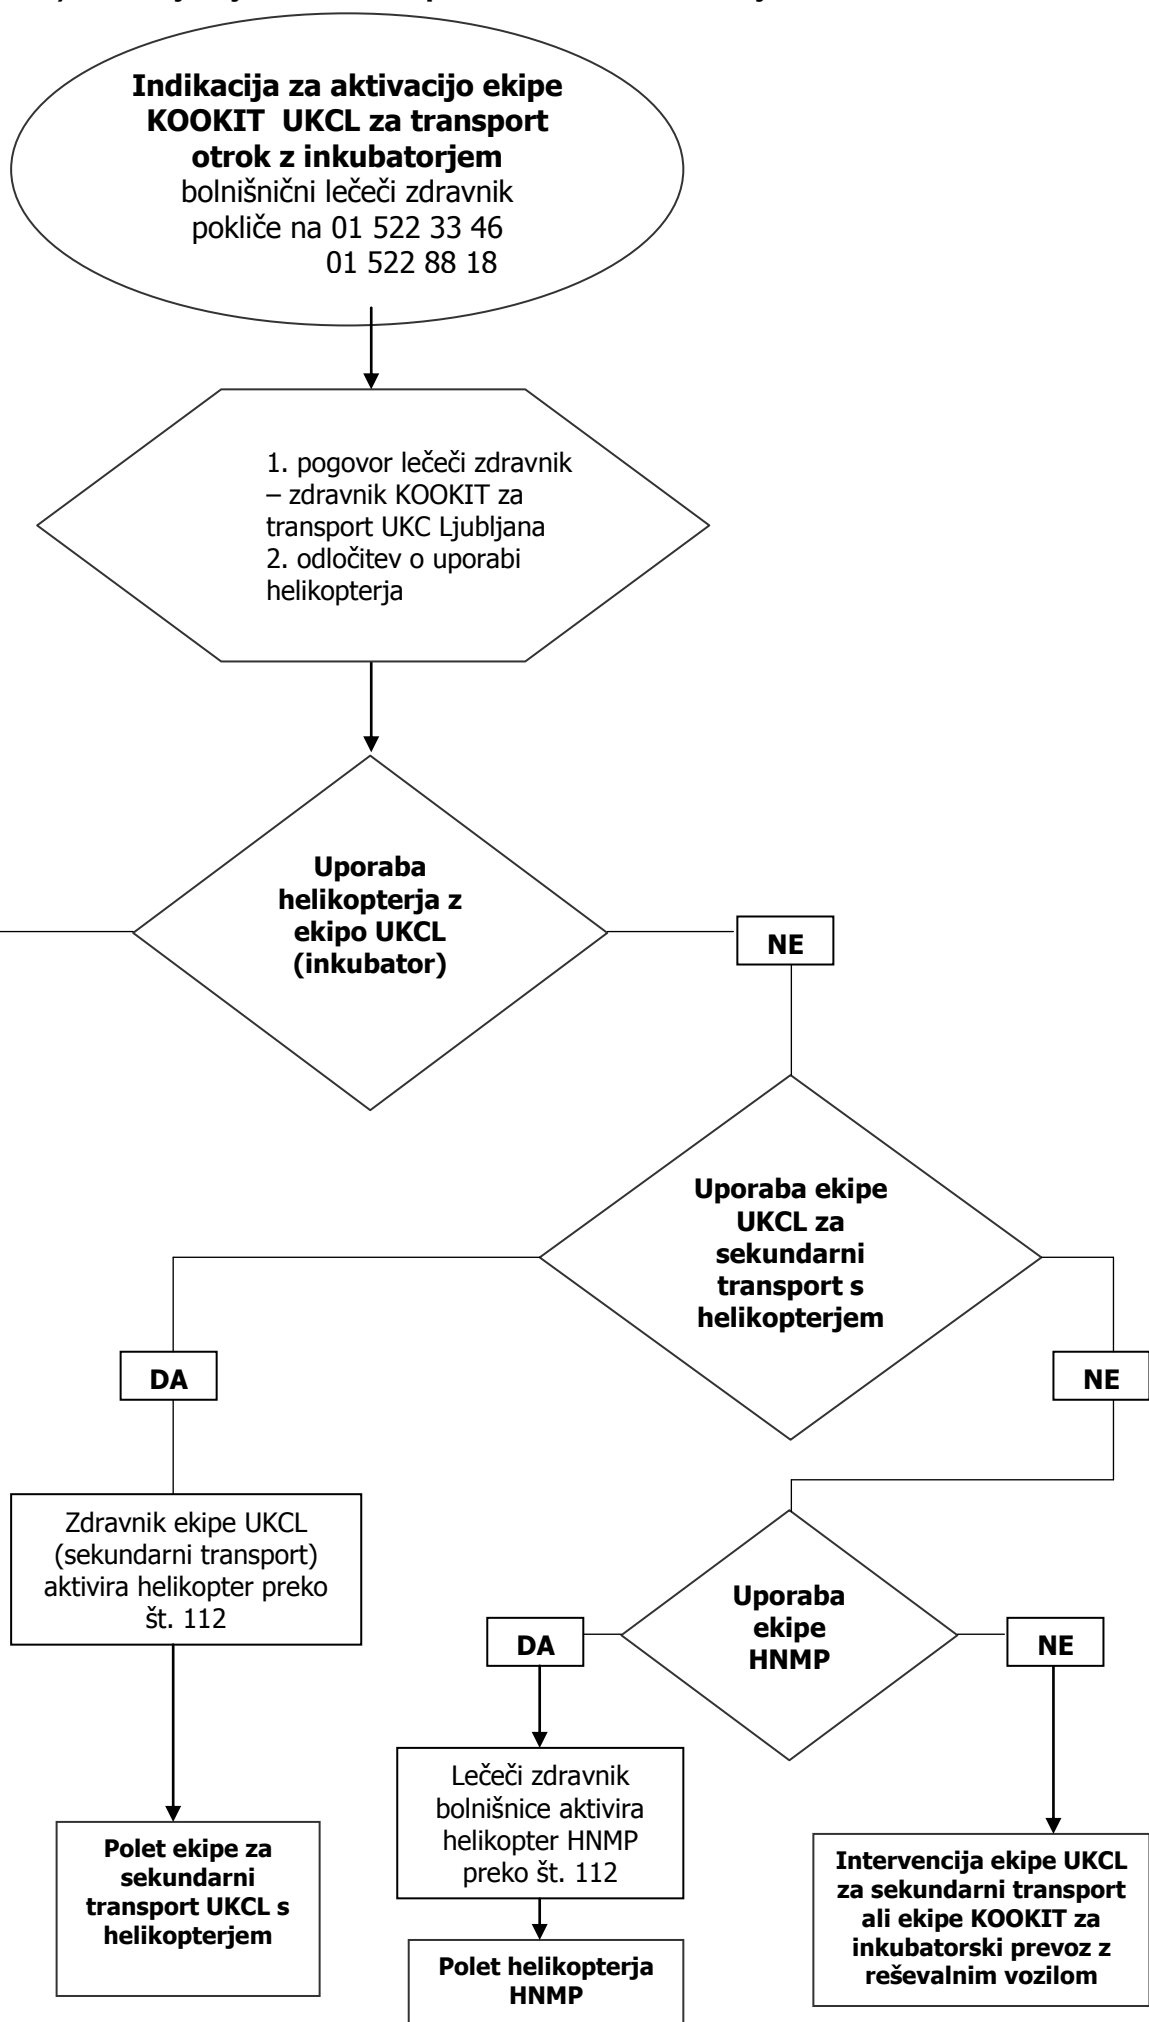 Indikacija za aktivacijo ekipe
KOOKIT UKCL za transport
otrok z inkubatorjem
bolnišnični lečeči zdravnik
pokliče na 01 522 33 46
01 522 88 18
1. pogovor lečeči zdravnik
– zdravnik KOOKIT za
transport UKC Ljubljana
2. odločitev o uporabi
helikopterja
Uporaba
helikopterja z
ekipo UKCL
(inkubator)
NE
Uporaba ekipe
UKCL za
sekundarni
transport s
helikopterjem
DA
NE
Zdravnik ekipe UKCL
(sekundarni transport)
aktivira helikopter preko
št. 112
Uporaba
ekipe
HNMP
DA
NE
Lečeči zdravnik
bolnišnice aktivira
helikopter HNMP
preko št. 112
Polet ekipe za
sekundarni
transport UKCL s
helikopterjem
Intervencija ekipe UKCL
za sekundarni transport
ali ekipe KOOKIT za
inkubatorski prevoz z
reševalnim vozilom
Polet helikopterja
HNMP